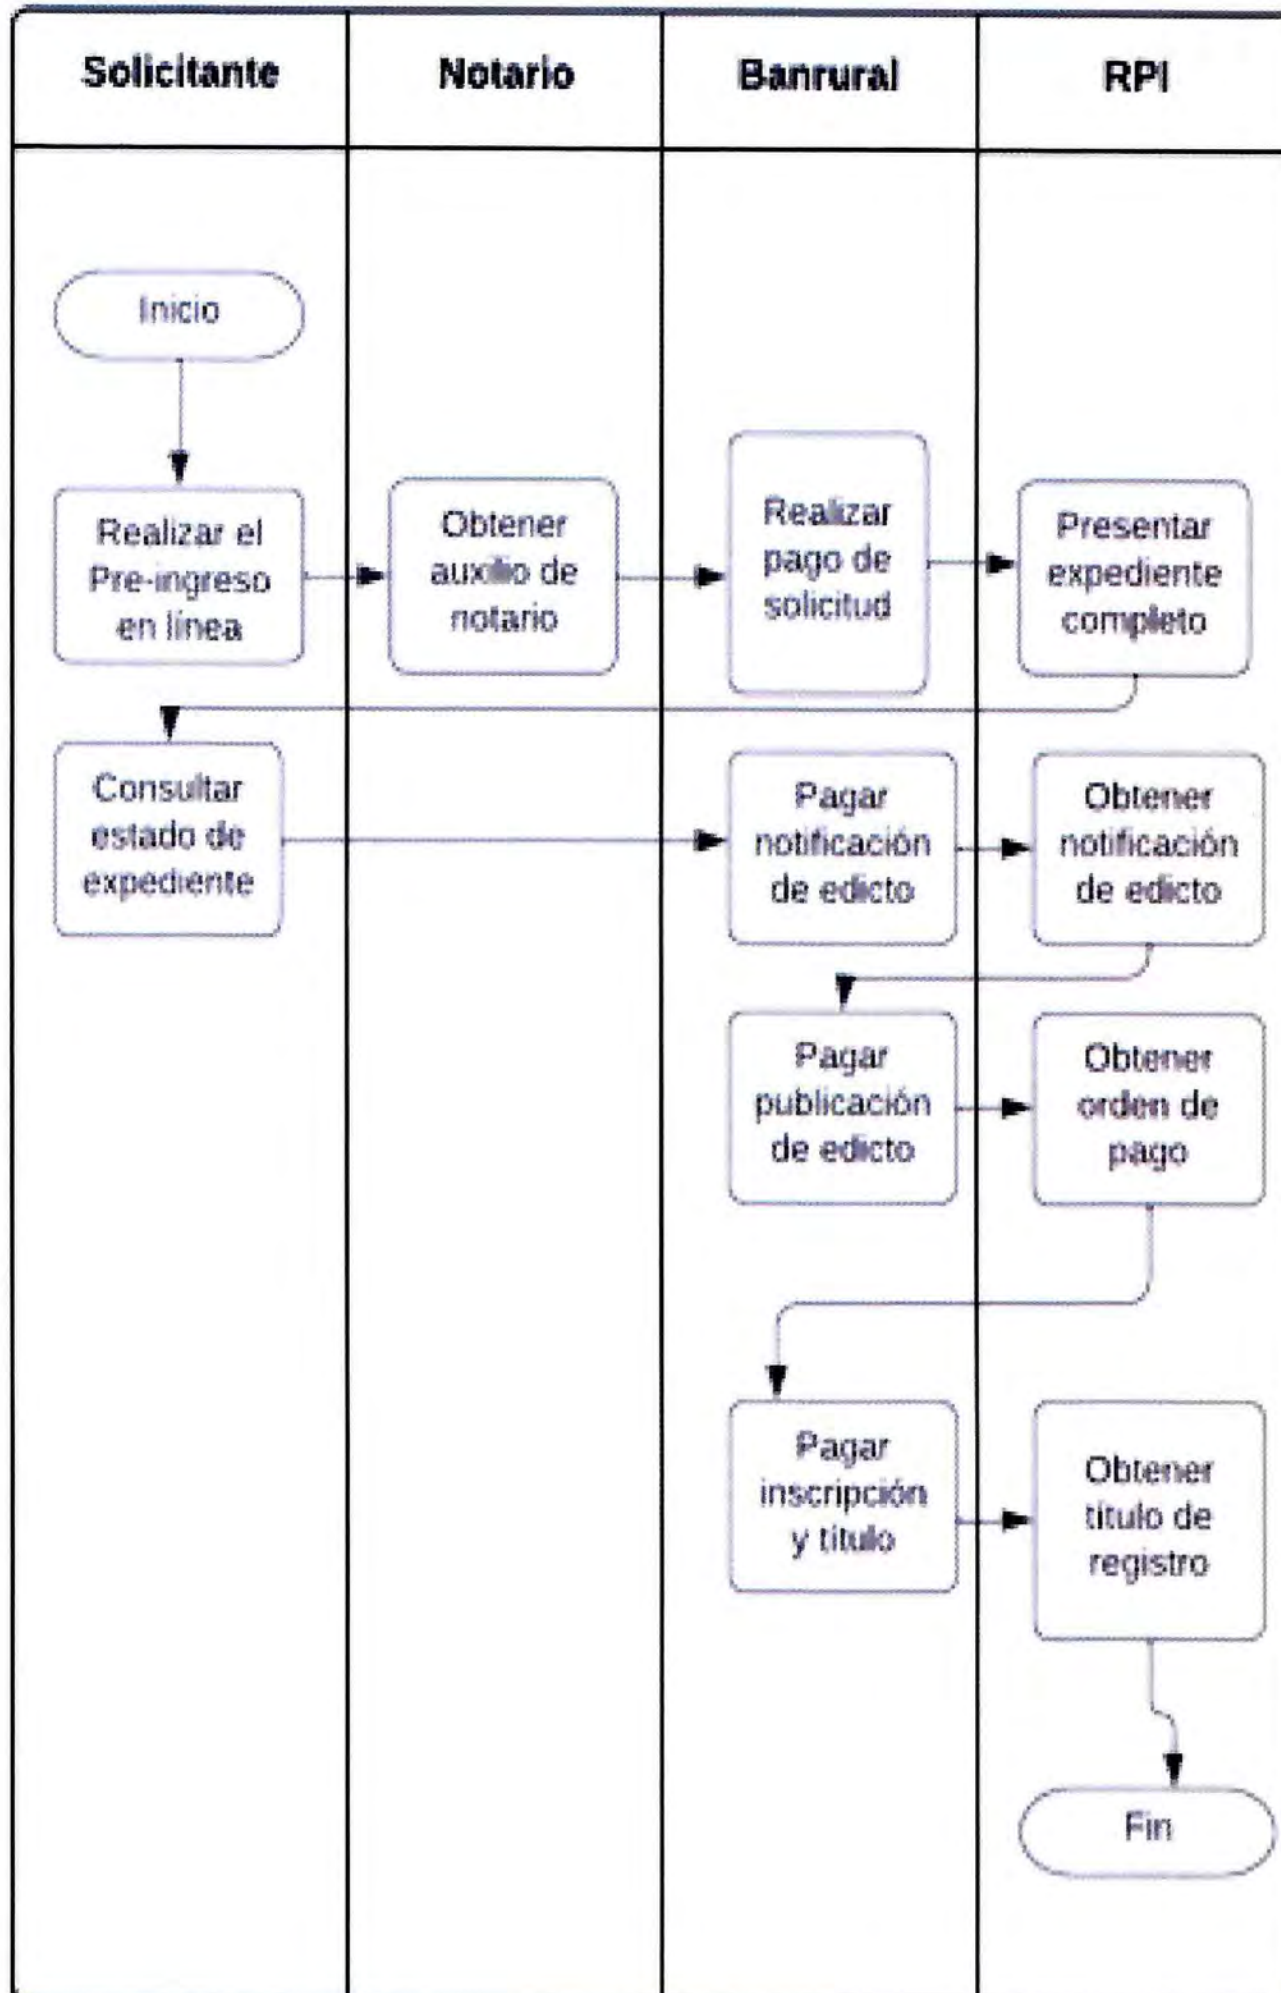 Solicitante
Notario
Banrural
RPI
Inicio
Realizar el
Pre-ingreso
en línea
Obtener
auxilio de
notario
Realizar
pago de
solicitud
Presentar
expediente
completo
Consultar
estado de
expediente
Pagar
notificación
de edicto
Obtener
notificación
de edicto
Pagar
publicación
de edicto
Obtener
orden de
pago
Pagar
inscripción
y título
Obtener
título de
registro
Fin